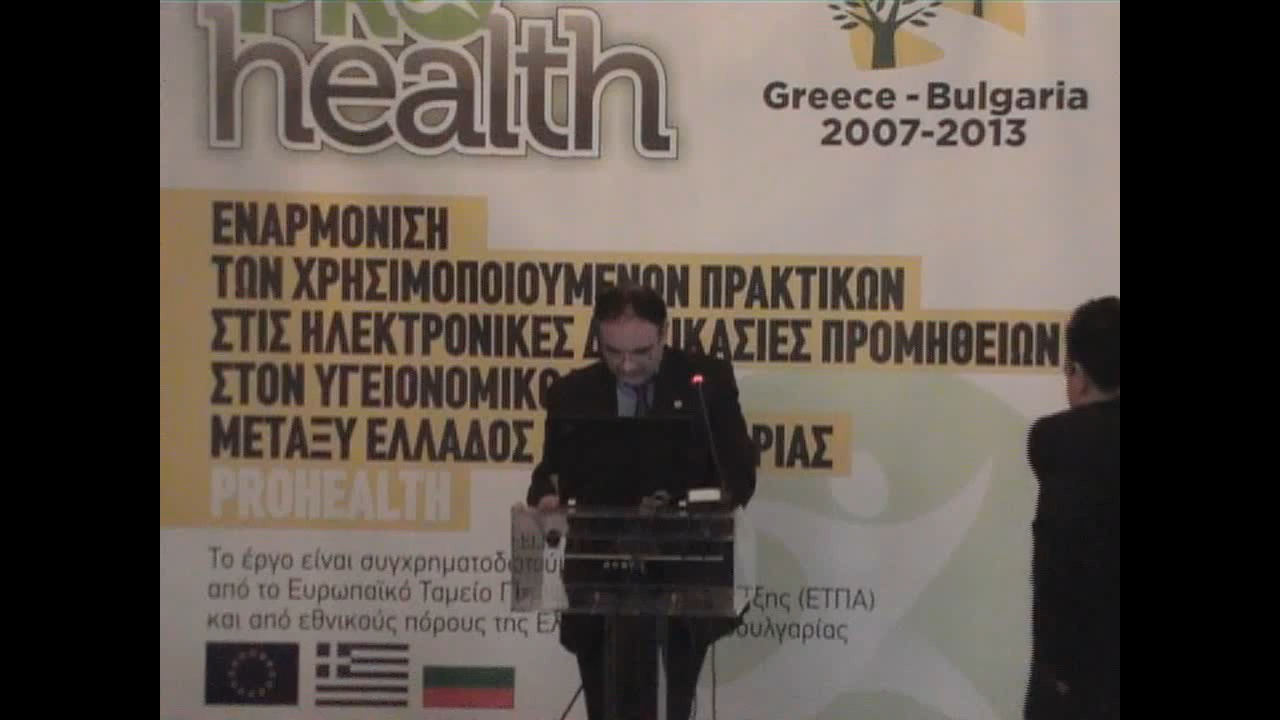 PRO
health
Greece - Bulgaria
2007-2013
ΕΝΑΡΜΟΝΙΣΗ
ΤΩΝ ΧΡΗΣΙΜΟΠΟΙΟΥΜΕΝΩΝ ΠΡΑΚΤΙΚΩΝ
ΣΤΙΣ ΗΛΕΚΤΡΟΝΙΚΕΣ ΠΡΟΜΗΘΕΙΩΝ
ΣΤΟΝ
ΜΕΤΑΞΥ ΕΛΛΑΔΟΣ
PROHEALTH
Το έργο είναι
από το Ευρωπαϊκό Ταμείο (ΕΤΠΑ)
και από εθνικούς πόρους της